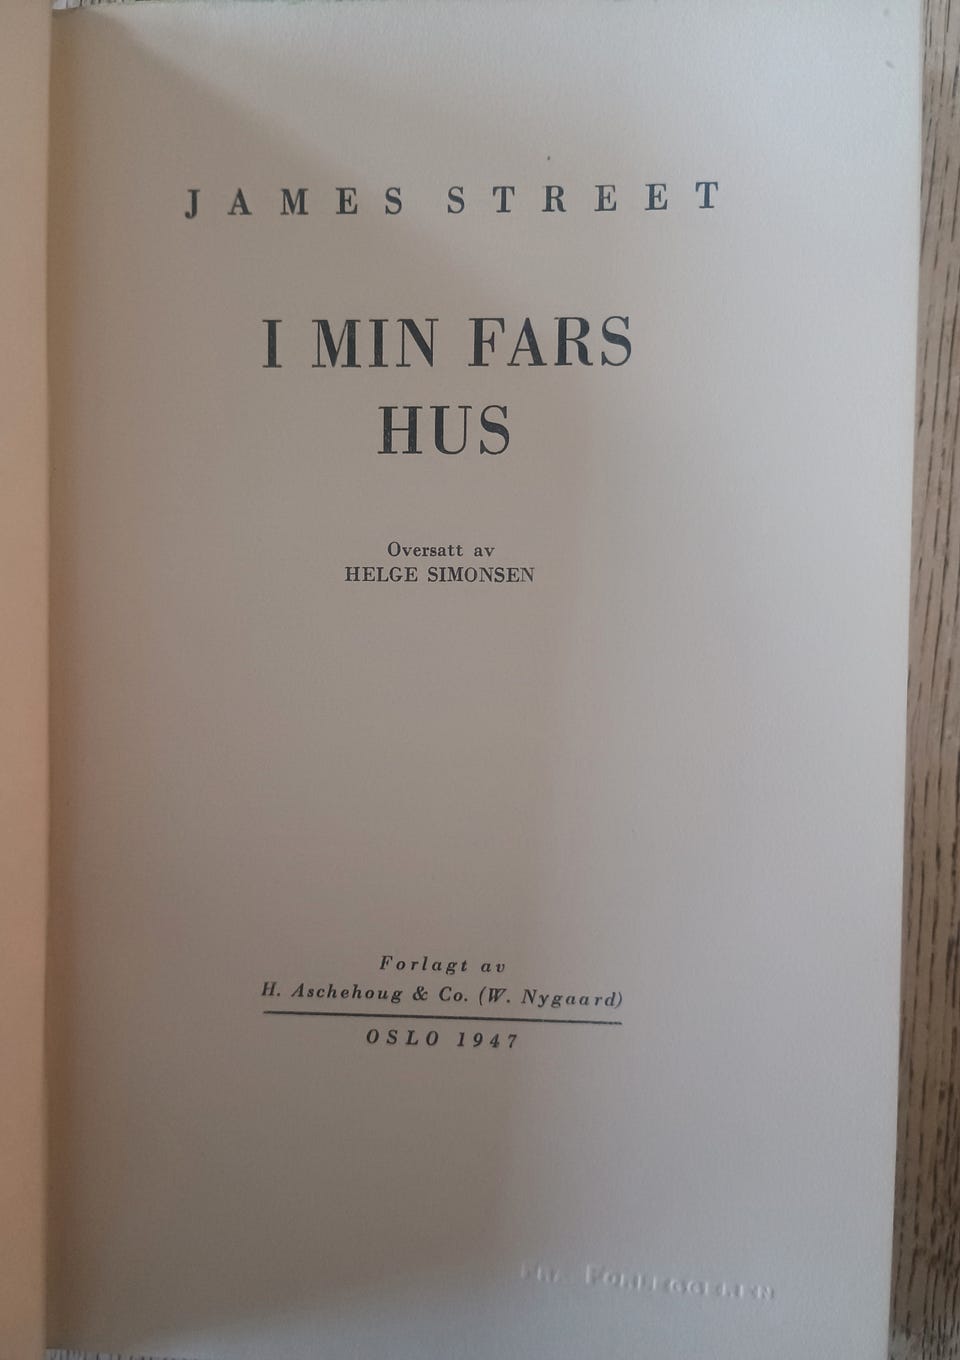 JAMES STREET
I MIN FARS
HUS
Oversatt av
HELGE SIMONSEN
Forlagt av
H. Aschehoug & Co. (W. Nygaard)
OSLO 1947